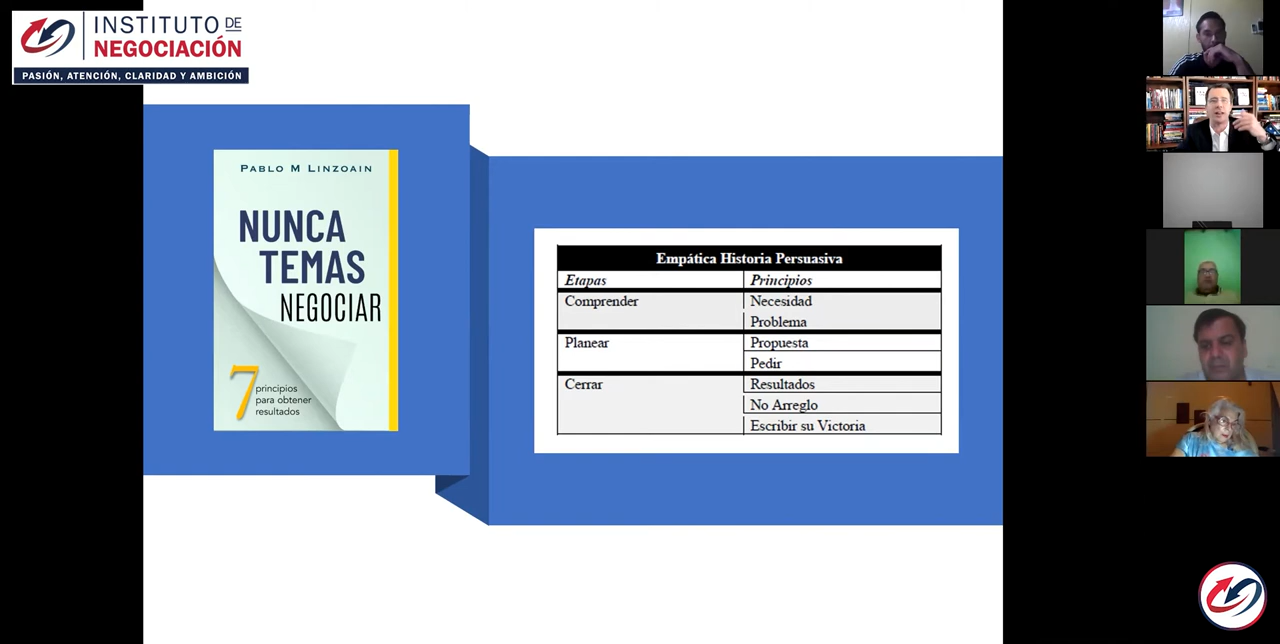 INSTITUTO DE
NEGOCIACIÓN
PASIÓN, ATENCIÓN, CLARIDAD Y AMBICIÓN
PABLO M LINZOAIN
NUNCA
TEMAS
NEGOCIAR
7
principios
para obtener
resultados
Empática Historia Persuasiva
Etapas Principios
Comprender Necesidad
Problema
Planear Propuesta
Pedir
Cerrar Resultados
No Arreglo
Escribir su Victoria